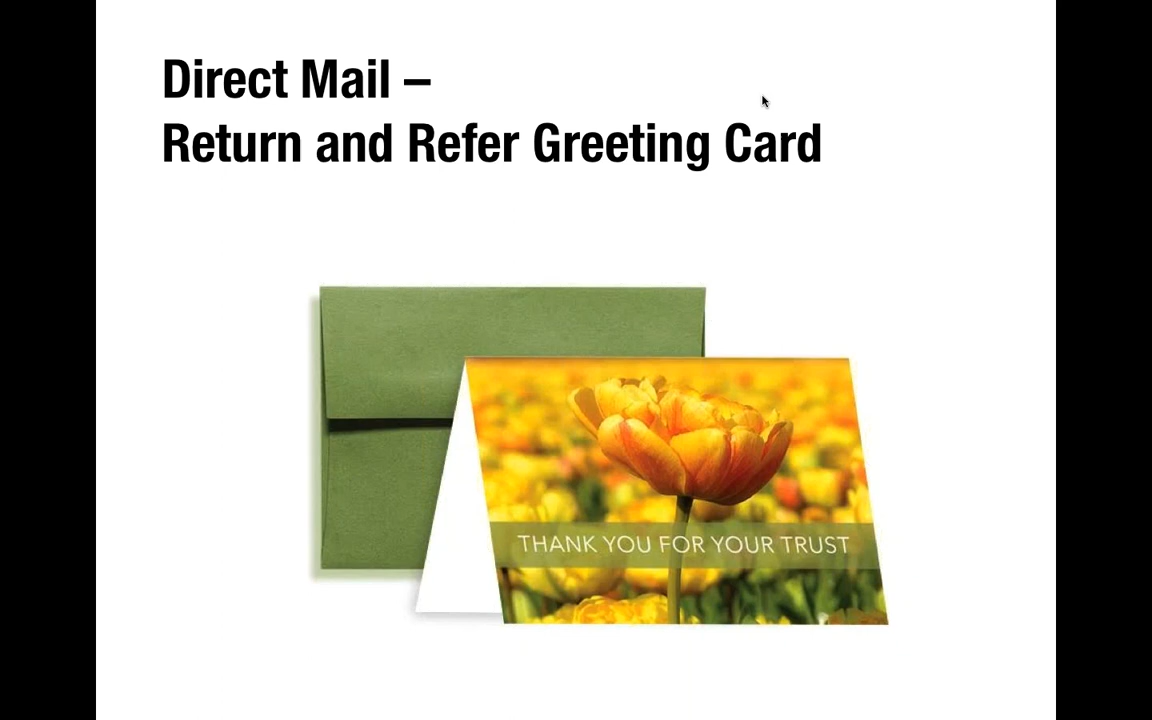 Direct Mail –
Return and Refer Greeting Card
THANK YOU FOR YOUR TRUST